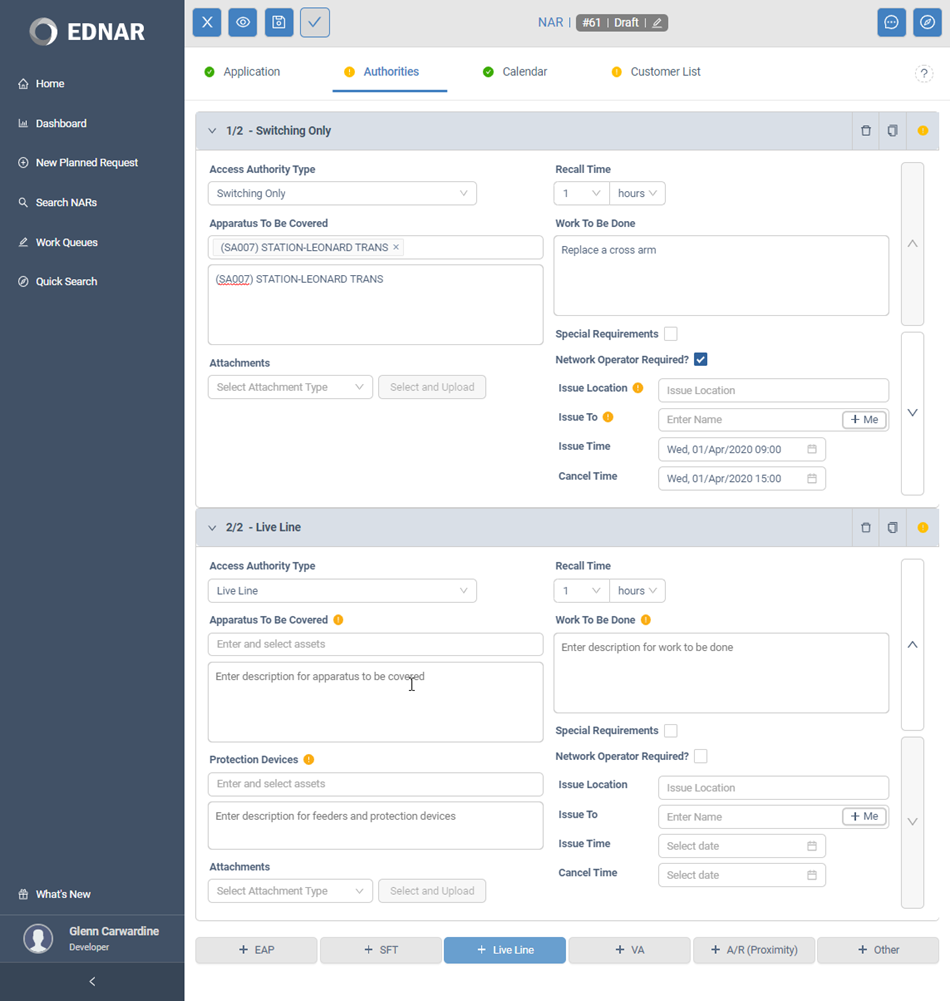 EDNAR
Home
Dashboard
New Planned Request
Search NARs
Work Queues
Quick Search
What's New
Glenn Carwardine
Developer
NAR | #61 | Draft |
Application
Authorities
Calendar
Customer List
?
1/2 - Switching Only
Access Authority Type
Switching Only
Recall Time
1 hours
Apparatus To Be Covered
(SA007) STATION-LEONARD TRANS ×
(SA007) STATION-LEONARD TRANS
Work To Be Done
Replace a cross arm
Attachments
Select Attachment Type Select and Upload
Special Requirements
Network Operator Required?
Issue Location Issue Location
Issue To Enter Name + Me
Issue Time Wed, 01/Apr/2020 09:00
Cancel Time Wed, 01/Apr/2020 15:00
2/2 - Live Line
Access Authority Type
Live Line
Recall Time
1 hours
Apparatus To Be Covered
Enter and select assets
Enter description for apparatus to be covered
Work To Be Done
Enter description for work to be done
Protection Devices
Enter and select assets
Enter description for feeders and protection devices
Attachments
Select Attachment Type Select and Upload
Special Requirements
Network Operator Required?
Issue Location Issue Location
Issue To Enter Name + Me
Issue Time Select date
Cancel Time Select date
+ EAP + SFT + Live Line + VA + A/R (Proximity) + Other